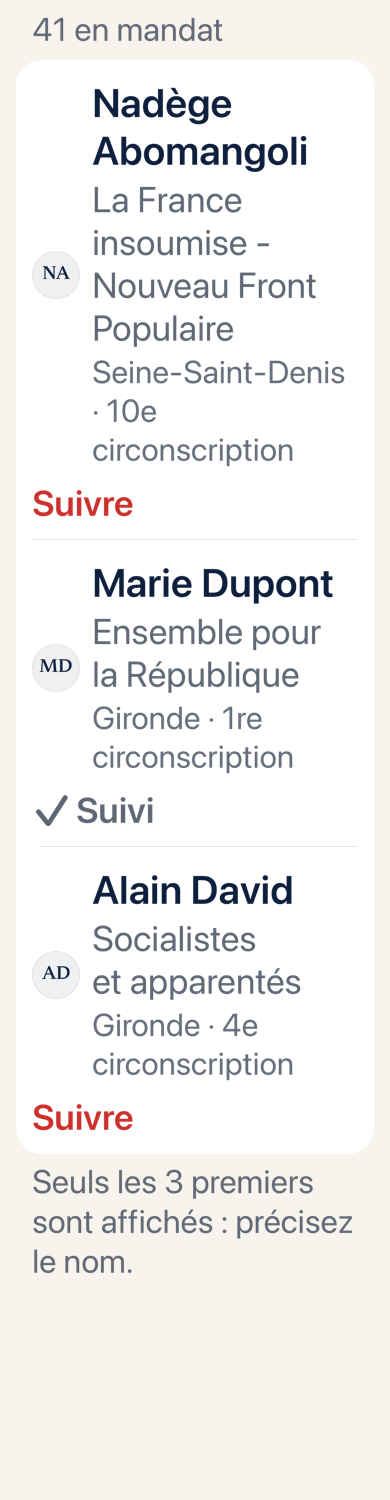 41 en mandat
Nadège
Abomangoli
La France
insoumise -
Nouveau Front
Populaire
NA
Seine-Saint-Denis
· 10e
circonscription
Suivre
Marie Dupont
Ensemble pour
la République
MD
Gironde · 1re
circonscription
Suivi
Alain David
Socialistes
et apparentés
AD
Gironde · 4e
circonscription
Suivre
Seuls les 3 premiers
sont affichés : précisez
le nom.